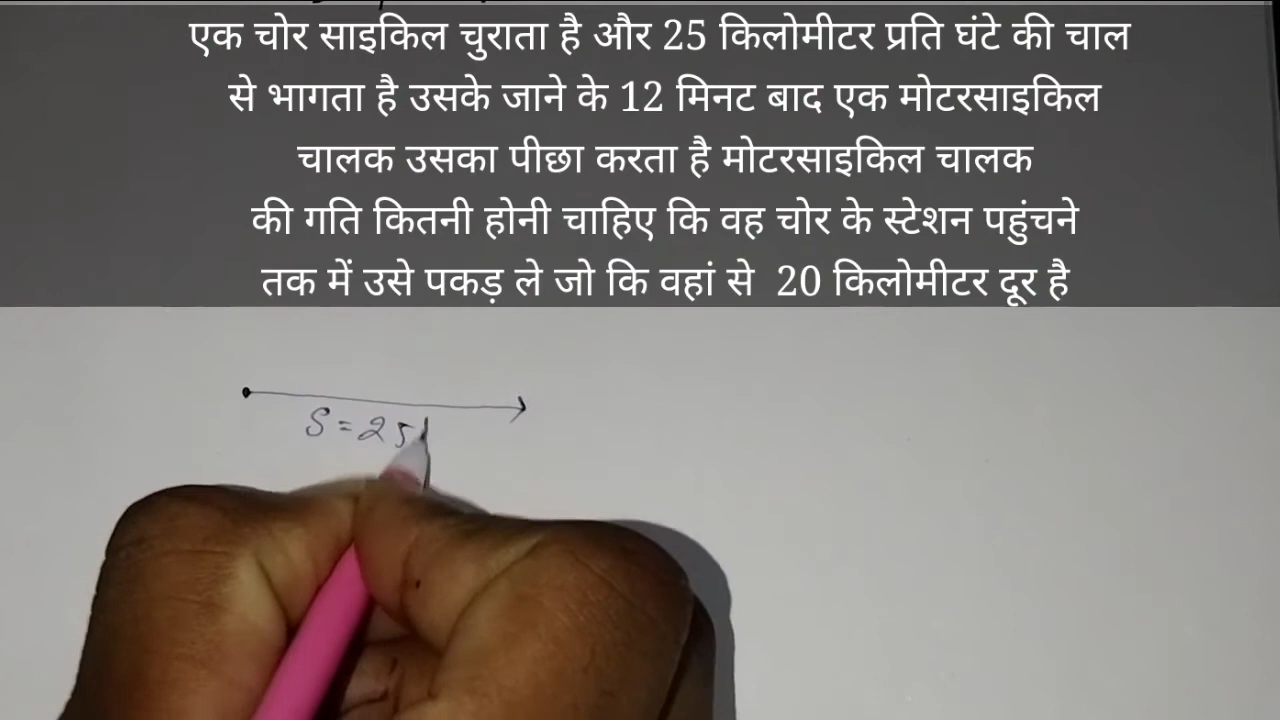 एक चोर साइकिल चुराता है और 25 किलोमीटर प्रति घंटे की चाल
से भागता है उसके जाने के 12 मिनट बाद एक मोटरसाइकिल
चालक उसका पीछा करता है मोटरसाइकिल चालक
की गति कितनी होनी चाहिए कि वह चोर के स्टेशन पहुंचने
तक में उसे पकड़ ले जो कि वहां से 20 किलोमीटर दूर है
S = 25